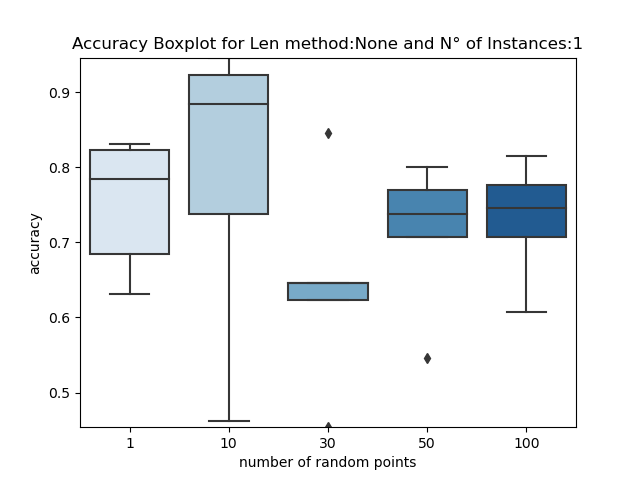 Accuracy Boxplot for Len method:None and N° of Instances:1
0.9
0.8
0.7
0.6
0.5
accuracy
1 10 30 50 100
number of random points